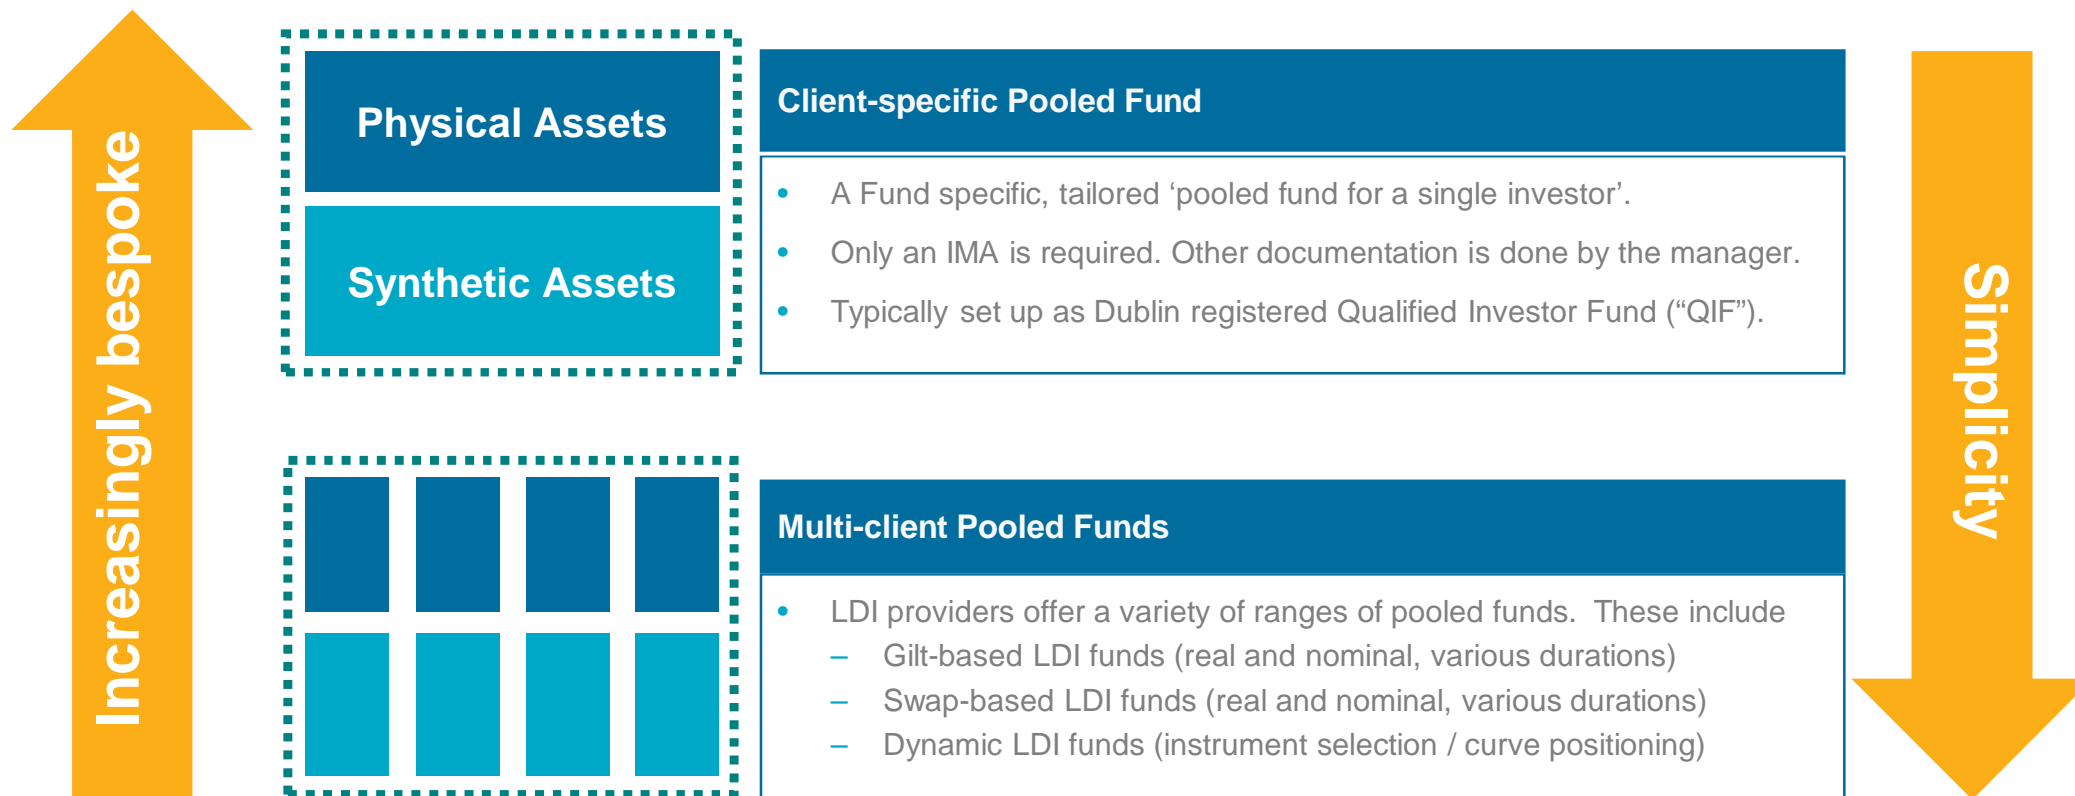 Increasingly bespoke
Physical Assets
Synthetic Assets
Client-specific Pooled Fund
• A Fund specific, tailored ‘pooled fund for a single investor’.
• Only an IMA is required. Other documentation is done by the manager.
• Typically set up as Dublin registered Qualified Investor Fund (“QIF”).
Simplicity
Multi-client Pooled Funds
• LDI providers offer a variety of ranges of pooled funds. These include
– Gilt-based LDI funds (real and nominal, various durations)
– Swap-based LDI funds (real and nominal, various durations)
– Dynamic LDI funds (instrument selection / curve positioning)